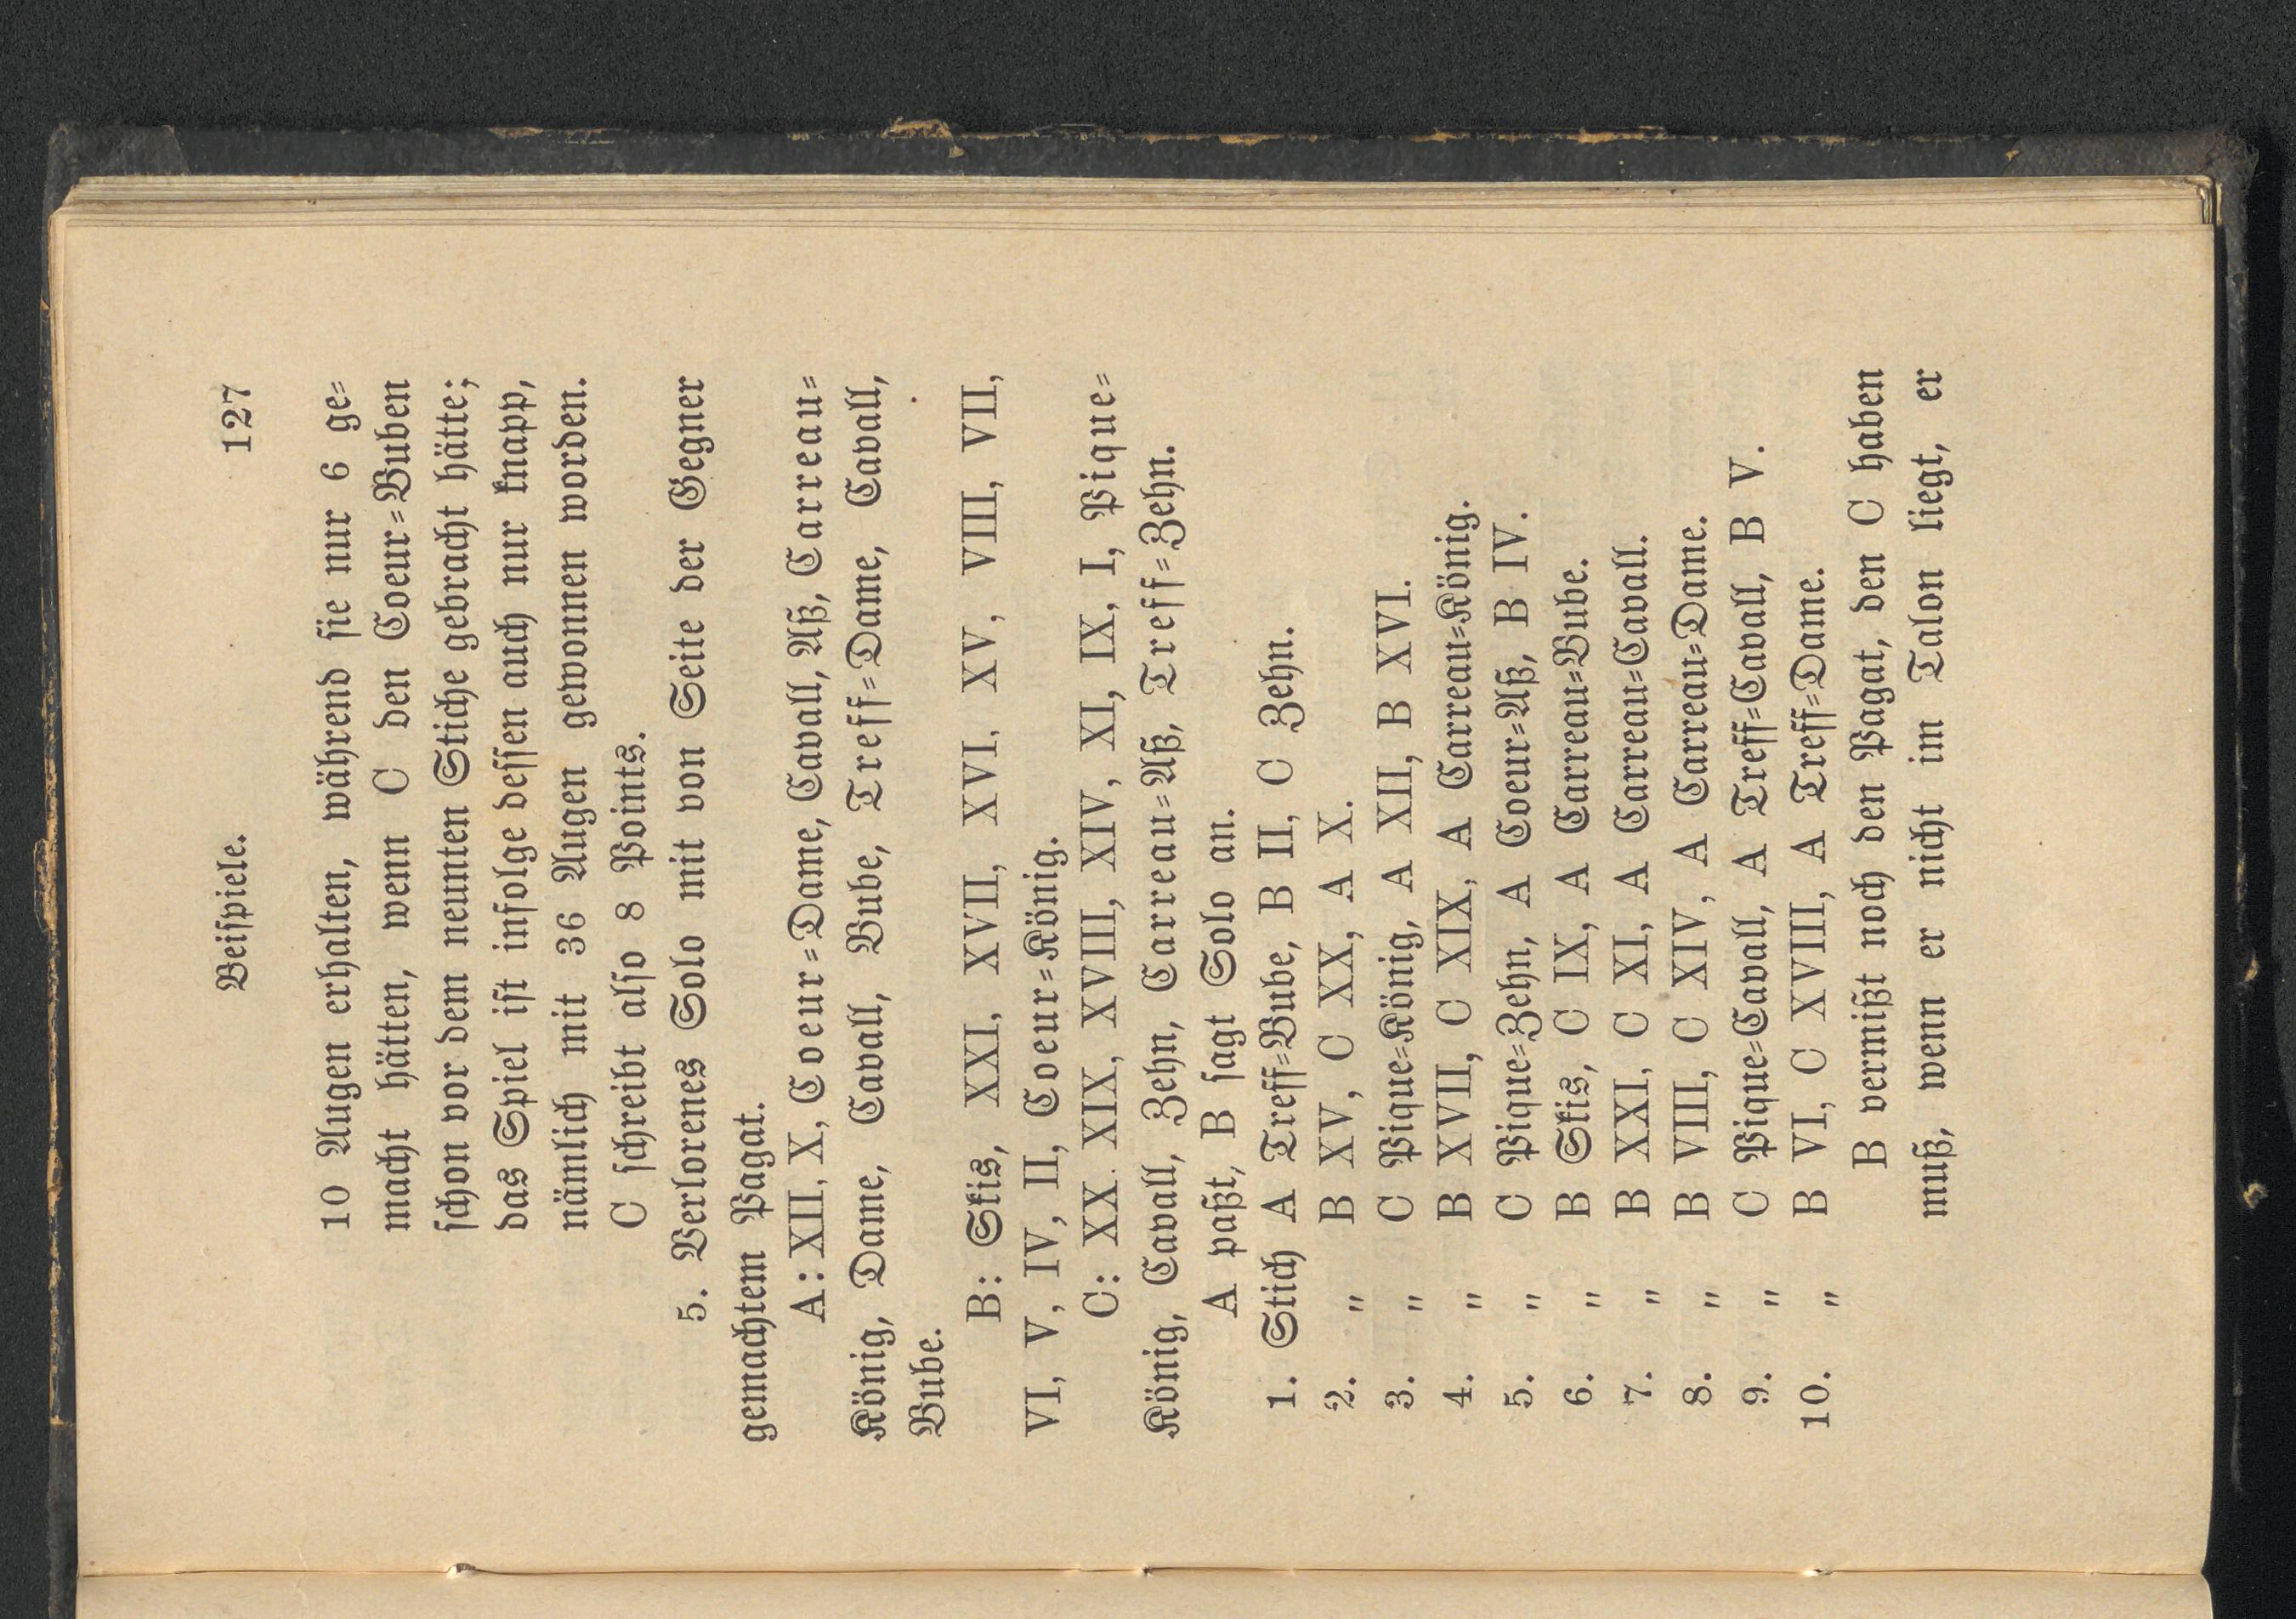 Beiſpiele. 127
10 Augen erhalten, während ſie nur 6 ge⸗
macht hätten, wenn C den Coeur⸗Buben
ſchon vor dem neunten Stiche gebracht hätte;
das Spiel iſt infolge deſſen auch nur knapp,
nämlich mit 36 Augen gewonnen worden.
C ſchreibt alſo 8 Points.
5. Verlorenes Solo mit von Seite der Gegner
gemachtem Pagat.
A: XII, X, Coeur⸗Dame, Cavall, Aß, Carreau⸗
König, Dame, Cavall, Bube, Treff⸗Dame, Cavall,
Bube.
B: Skis, XXI, XVII, XVI, XV, VIII, VII,
VI, V, IV, II, Coeur⸗König.
C: XX. XIX, XVIII, XIV, XI, IX, I, Pique⸗
König, Cavall, Zehn, Carreau⸗Aß, Treff⸗Zehn.
A paßt, B ſagt Solo an.
1. Stich A Treff⸗Bube, B II, C Zehn.
2. „ B XV, C XX, A X.
3. „ C Pique⸗König, A XII, B XVI.
4. „ B XVII, C XIX, A Carreau⸗König.
5. „ C Pique⸗Zehn, A Coeur⸗Aß, B IV.
6. „ B Skis, C IX, A Carreau⸗Bube.
7. „ B XXI, C XI, A Carreau⸗Cavall.
8. „ B VIII, C XIV, A Carreau⸗Dame.
9. „ C Pique⸗Cavall, A Treff⸗Cavall, B V.
10. „ B VI, C XVIII, A Treff⸗Dame.
B vermißt noch den Pagat, den C haben
muß, wenn er nicht im Talon liegt, er